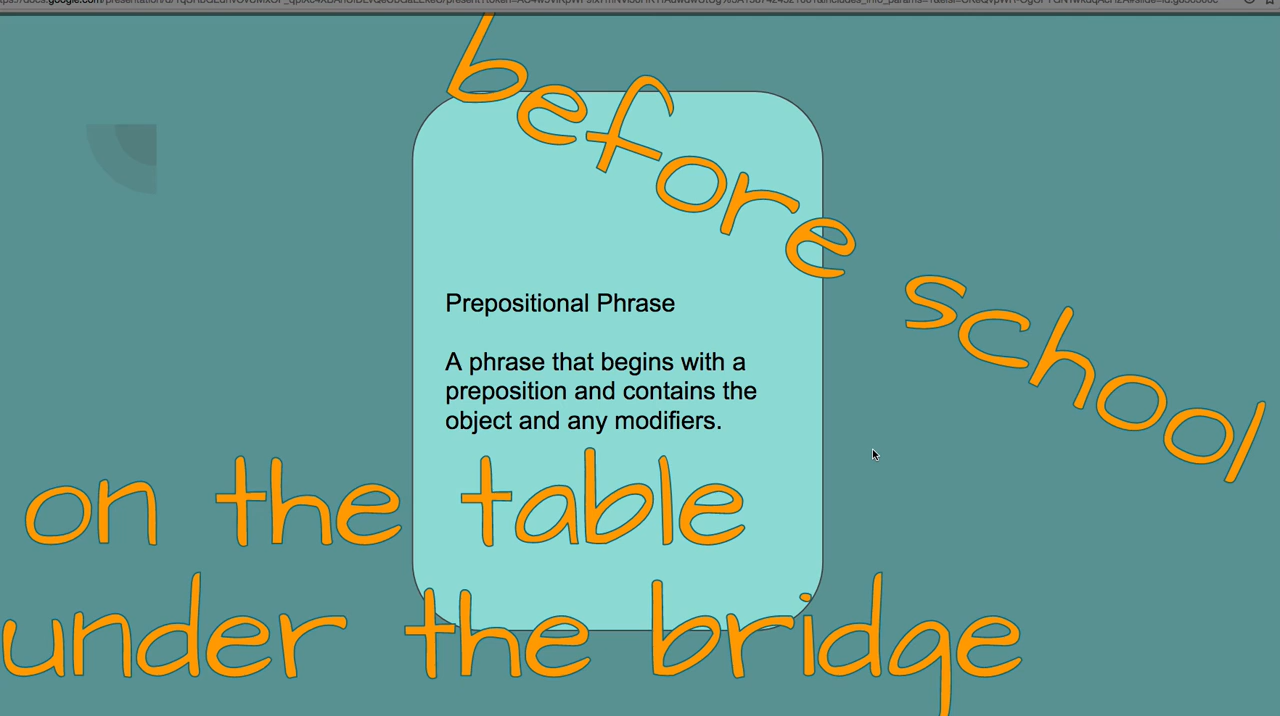 before school
Prepositional Phrase
A phrase that begins with a
preposition and contains the
object and any modifiers.
on the table
under the bridge